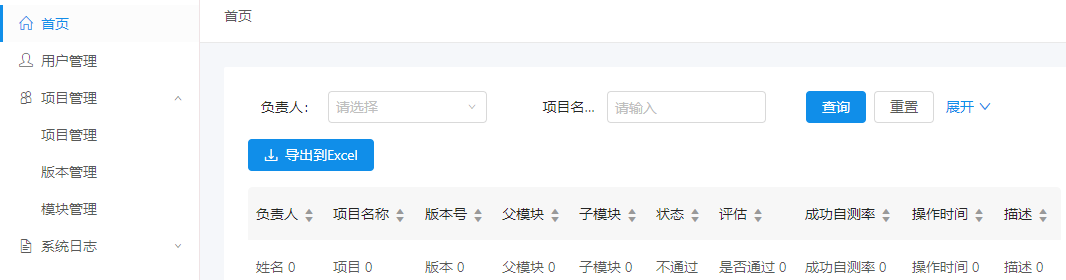 首页
用户管理
项目管理
项目管理
版本管理
模块管理
系统日志
首页
负责人: 请选择 项目名... 请输入 查询 重置 展开
导出到Excel
负责人 项目名称 版本号 父模块 子模块 状态 评估 成功自测率 操作时间 描述
姓名 0 项目 0 版本 0 父模块 0 子模块 0 不通过 是否通过 0 成功自测率 0 操作时间 0 描述 0